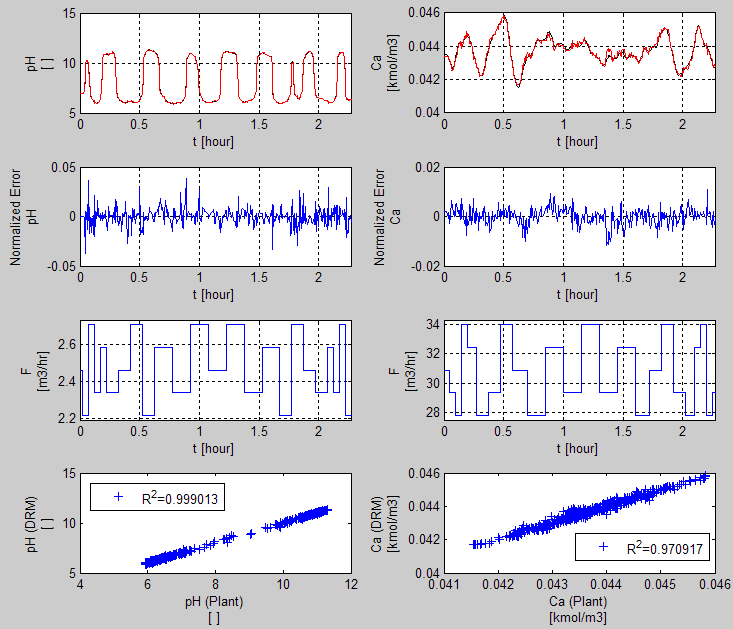 15
10
5
pH
[ ]
0 0.5 1 1.5 2
t [hour]
0.046
0.044
0.042
0.04
Ca
[kmol/m3]
0 0.5 1 1.5 2
t [hour]
0.05
0
-0.05
Normalized Error
pH
0 0.5 1 1.5 2
t [hour]
0.02
0
-0.02
Normalized Error
Ca
0 0.5 1 1.5 2
t [hour]
2.6
2.4
2.2
F
[m3/hr]
0 0.5 1 1.5 2
t [hour]
34
32
30
28
F
[m3/hr]
0 0.5 1 1.5 2
t [hour]
15
10
5
pH (DRM)
[ ]
R²=0.999013
4 6 8 10 12
pH (Plant)
[ ]
0.046
0.044
0.042
0.04
Ca (DRM)
[kmol/m3]
R²=0.970917
0.041 0.042 0.043 0.044 0.045 0.046
Ca (Plant)
[kmol/m3]